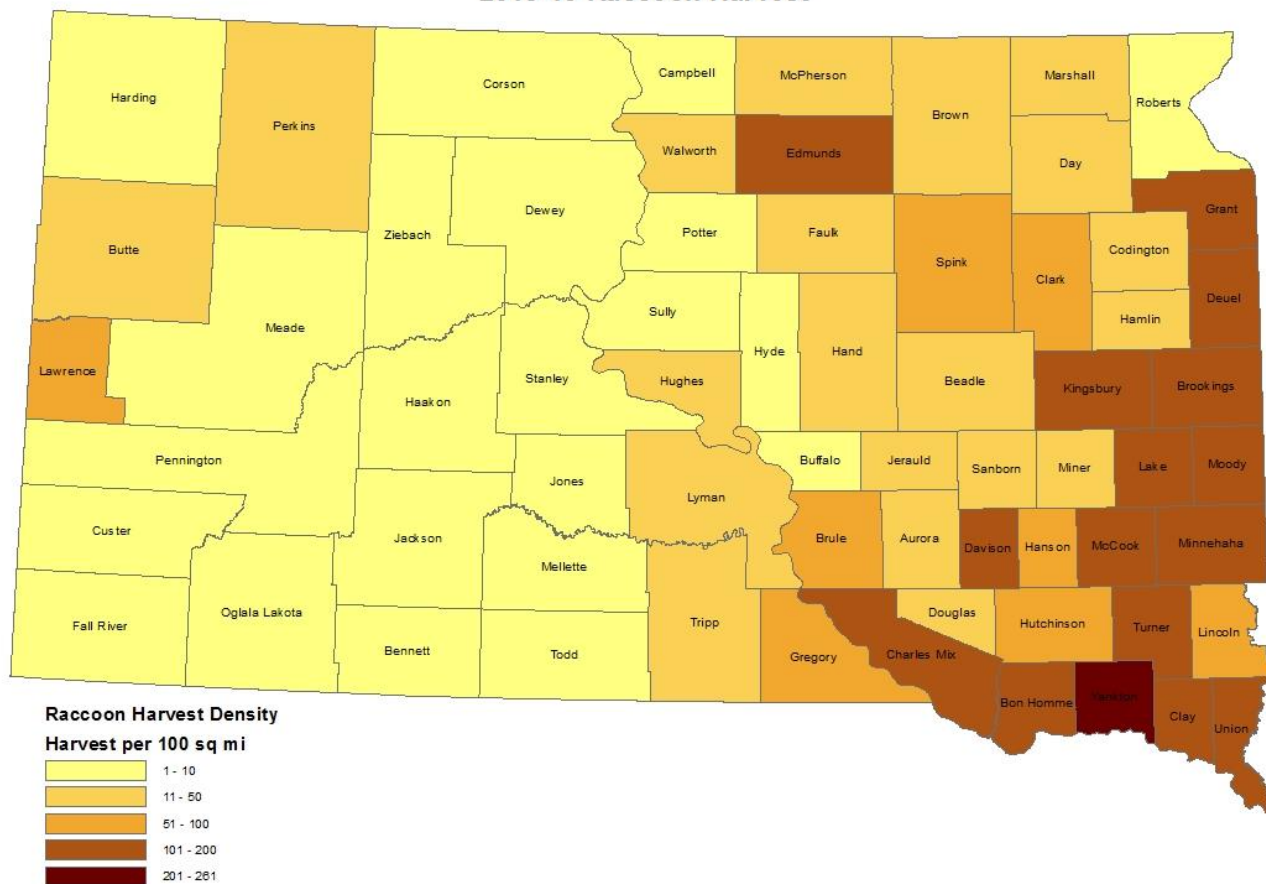 Harding
Perkins
Corson
Campbell
McPherson
Brown
Marshall
Roberts
Walworth
Edmunds
Day
Butte
Ziebach
Dewey
Potter
Faulk
Spink
Clark
Codington
Grant
Deuel
Hamlin
Lawrence
Meade
Sully
Hyde
Hand
Beadle
Kingsbury
Brookings
Haakon
Stanley
Hughes
Pennington
Jones
Lyman
Buffalo
Jerauld
Sanborn
Miner
Lake
Moody
Custer
Jackson
Mellette
Brule
Aurora
Davison
Hanson
McCook
Minnehaha
Fall River
Oglala Lakota
Bennett
Todd
Tripp
Gregory
Charles Mix
Douglas
Hutchinson
Turner
Lincoln
Bon Homme
Yankton
Clay
Union
Raccoon Harvest Density
Harvest per 100 sq mi
1 - 10
11 - 50
51 - 100
101 - 200
201 - 261